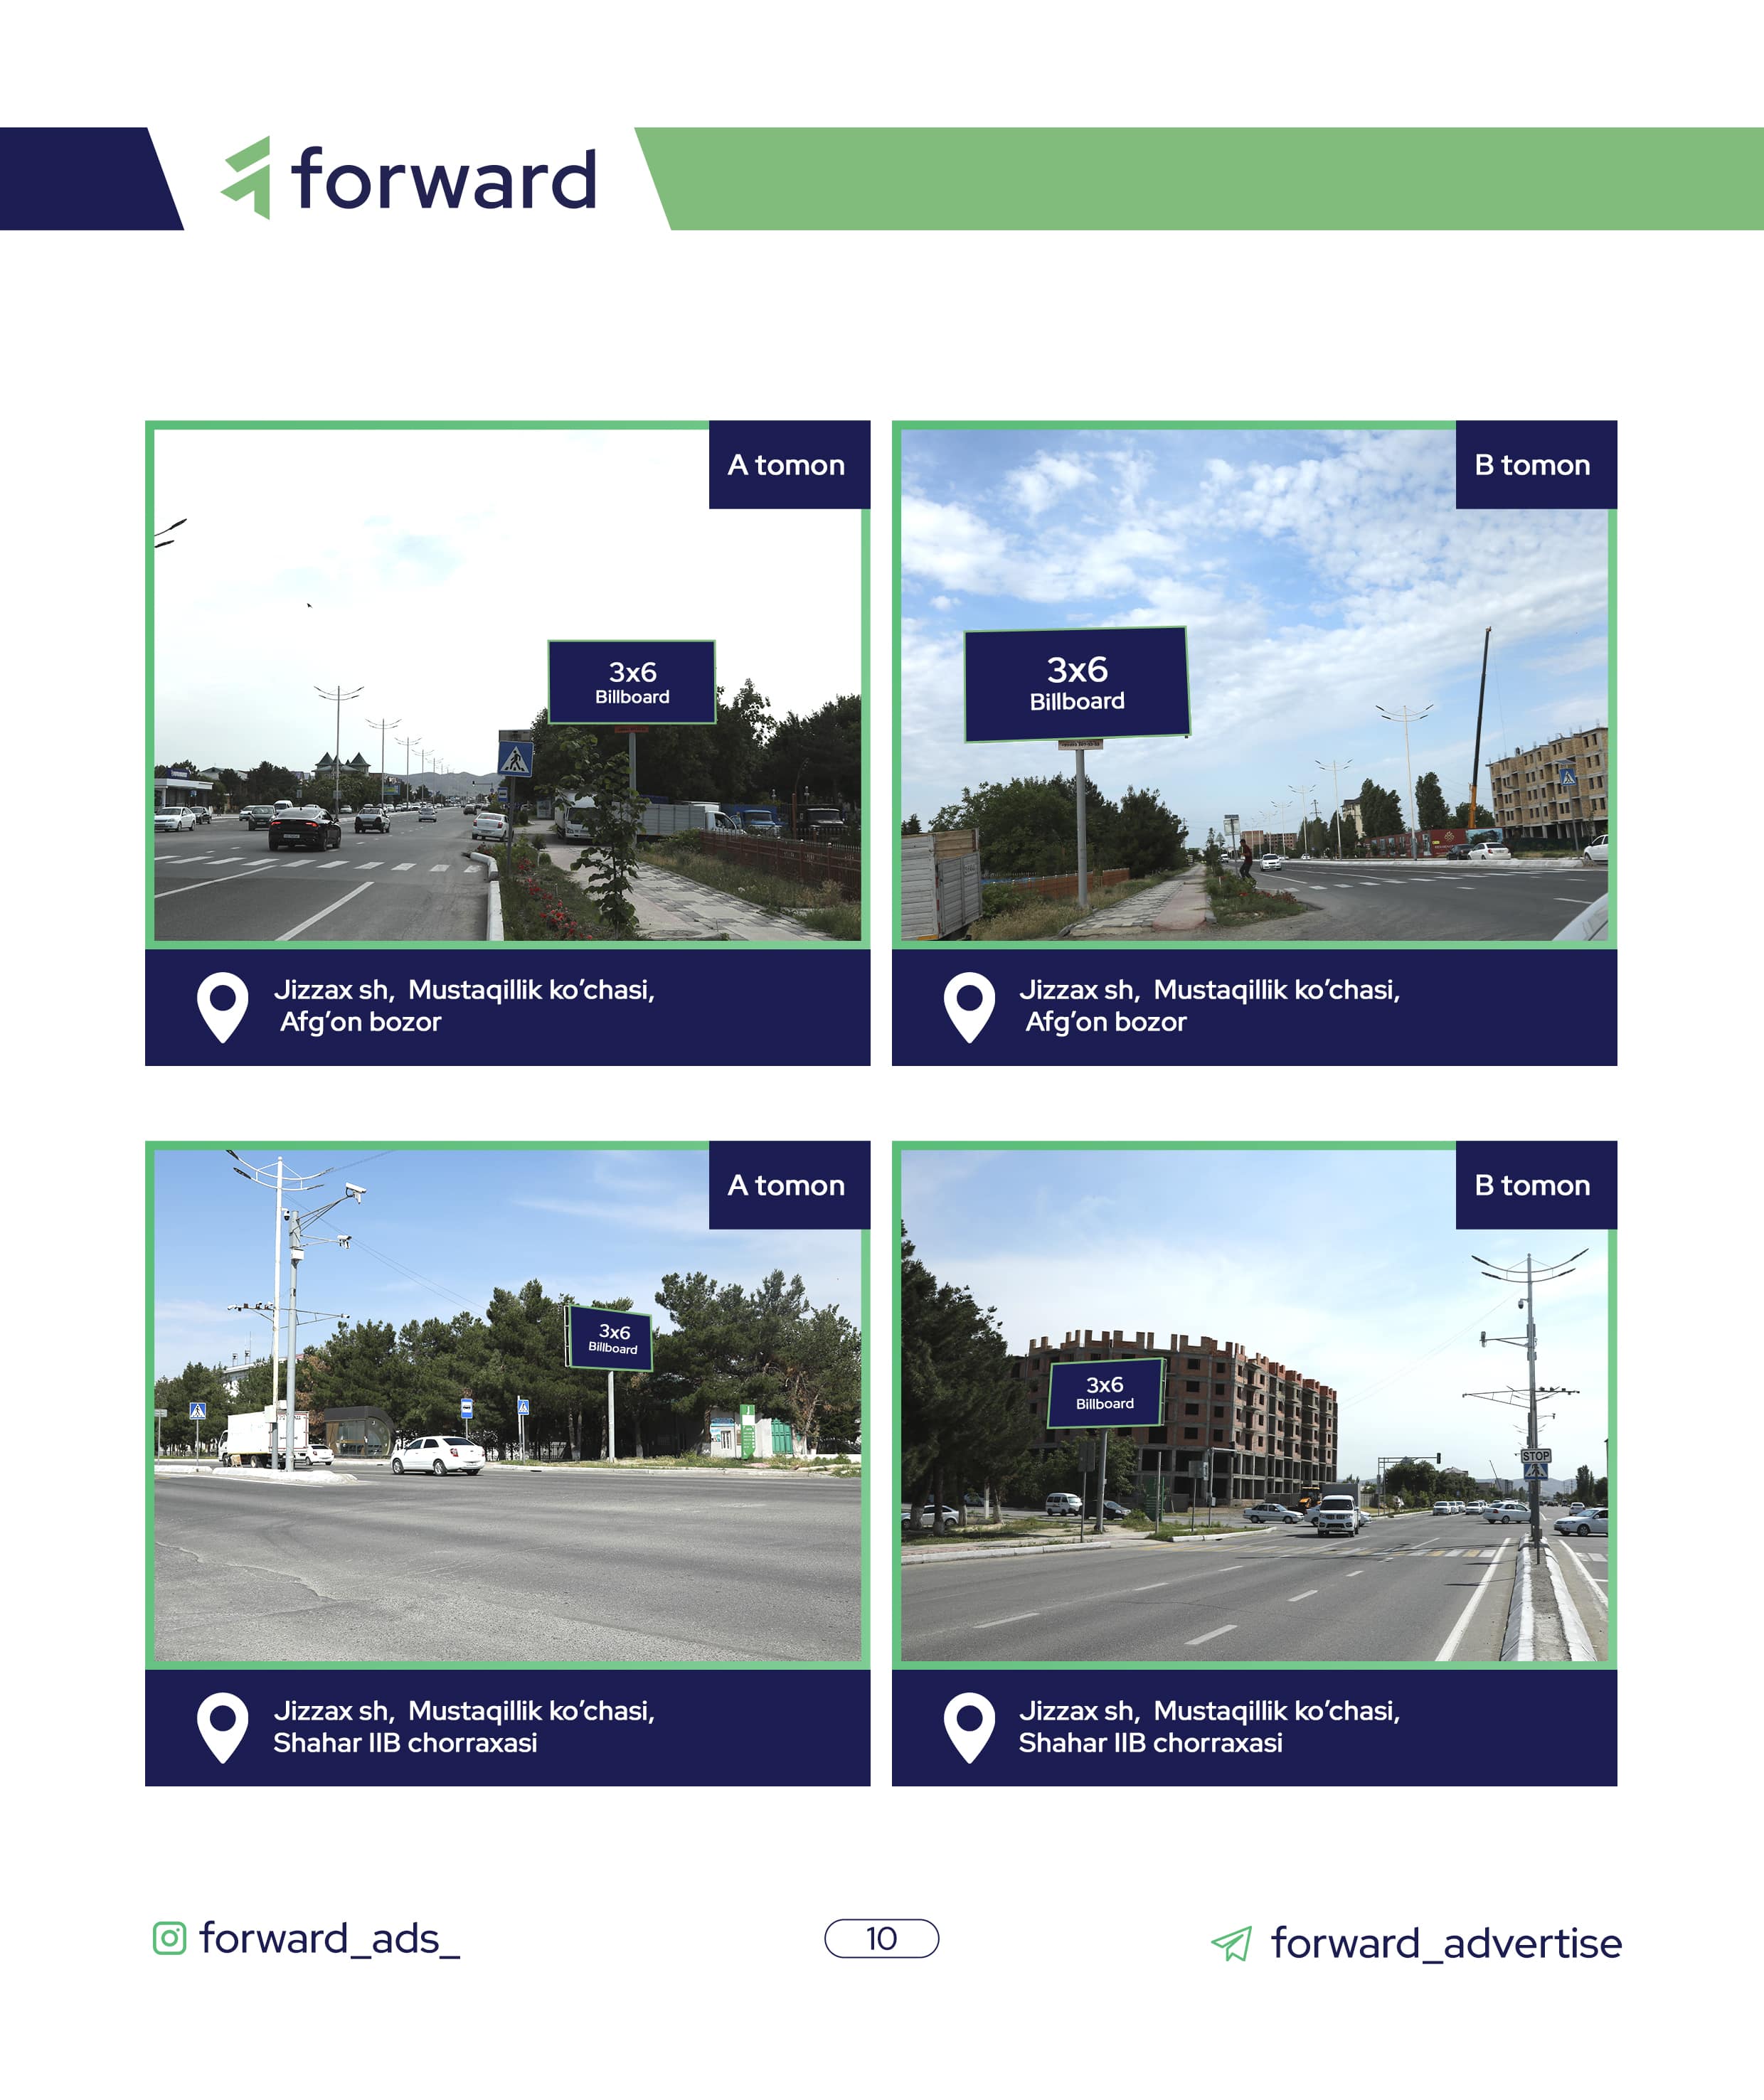 forward
A tomon
3x6
Billboard
Jizzax sh, Mustaqillik ko‘chasi,
Afg‘on bozor
B tomon
3x6
Billboard
Jizzax sh, Mustaqillik ko‘chasi,
Afg‘on bozor
A tomon
3x6
Billboard
Jizzax sh, Mustaqillik ko‘chasi,
Shahar IIB chorraxasi
B tomon
3x6
Billboard
STOP
Jizzax sh, Mustaqillik ko‘chasi,
Shahar IIB chorraxasi
forward_ads_
10
forward_advertise